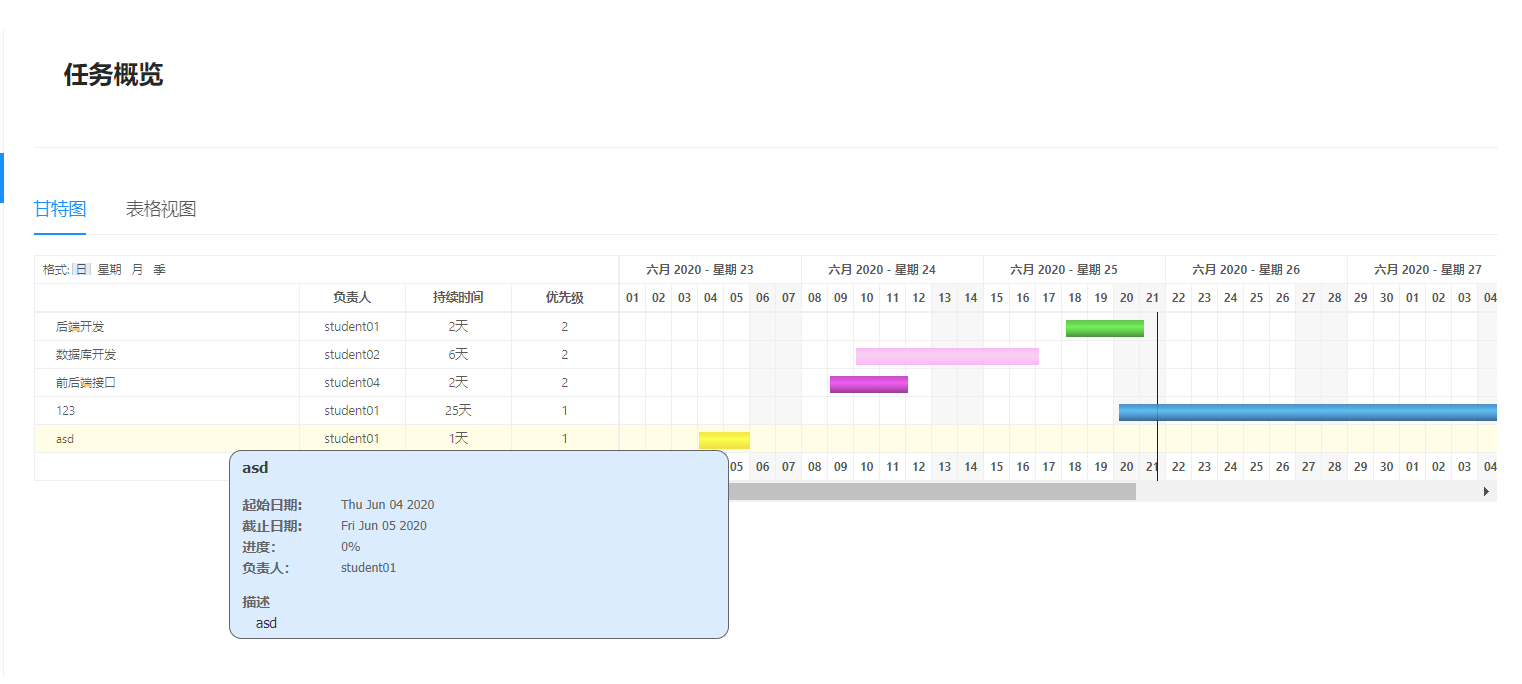 任务概览
甘特图 表格视图
格式: 日 星期 月 季 六月 2020 - 星期 23 六月 2020 - 星期 24 六月 2020 - 星期 25 六月 2020 - 星期 26 六月 2020 - 星期 27
负责人 持续时间 优先级 01 02 03 04 05 06 07 08 09 10 11 12 13 14 15 16 17 18 19 20 21 22 23 24 25 26 27 28 29 30 01 02 03 04
后端开发 student01 2天 2
数据库开发 student02 6天 2
前后端接口 student04 2天 2
123 student01 25天 1
asd student01 1天 1
05 06 07 08 09 10 11 12 13 14 15 16 17 18 19 20 21 22 23 24 25 26 27 28 29 30 01 02 03 04
asd
起始日期: Thu Jun 04 2020
截止日期: Fri Jun 05 2020
进度: 0%
负责人: student01
描述
asd